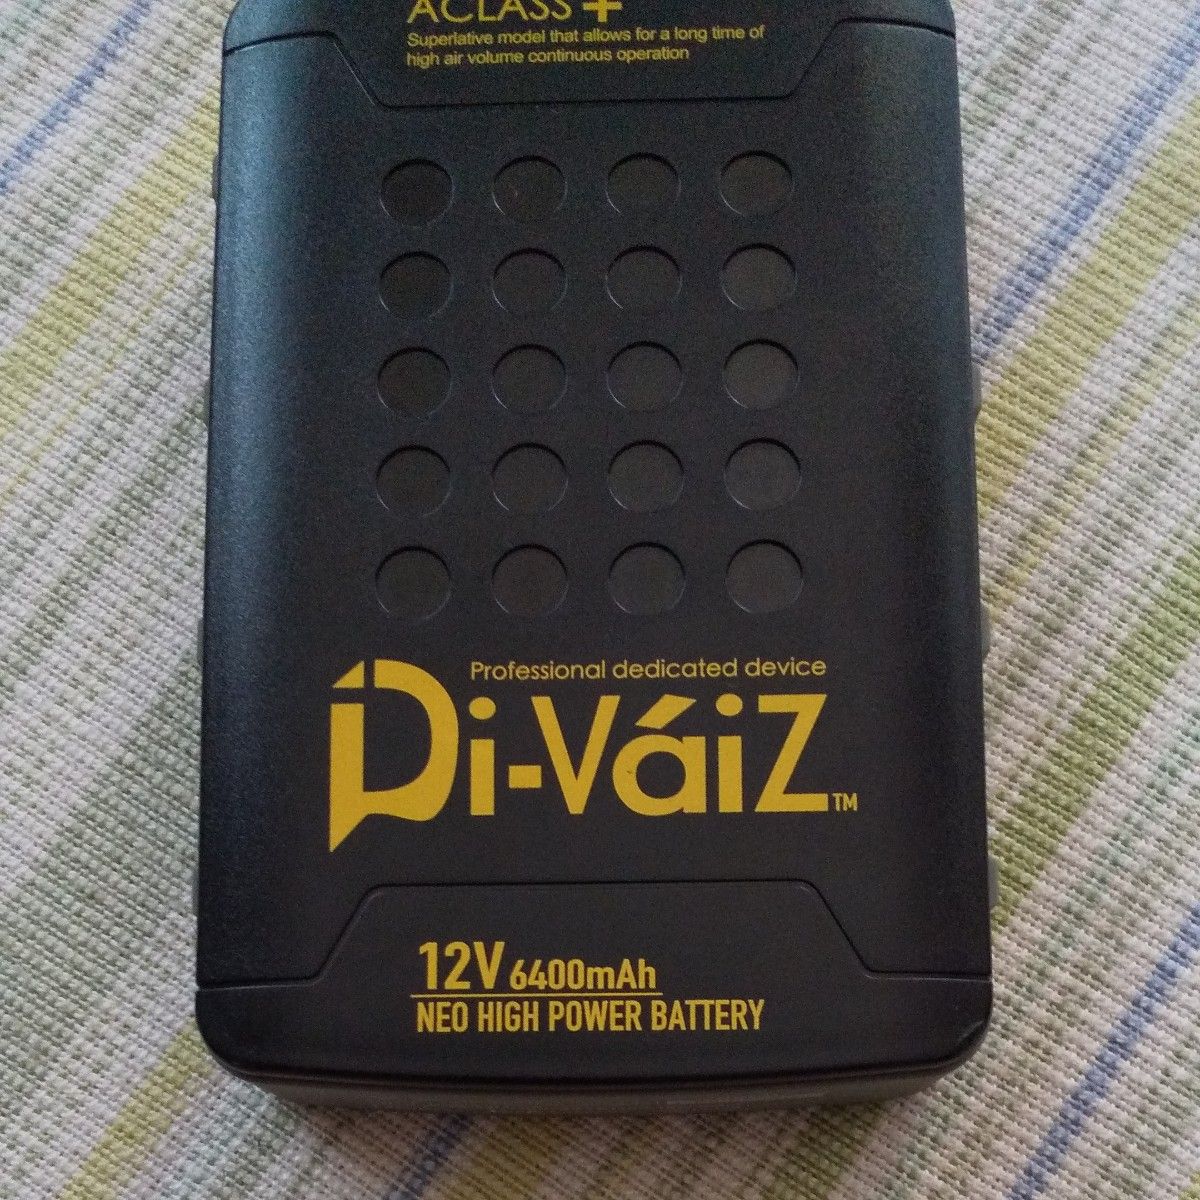 ACLASS+
Superlative model that allows for a long time of
high air volume continuous operation
Professional dedicated device
Di-VáiZ™
12V 6400mAh
NEO HIGH POWER BATTERY